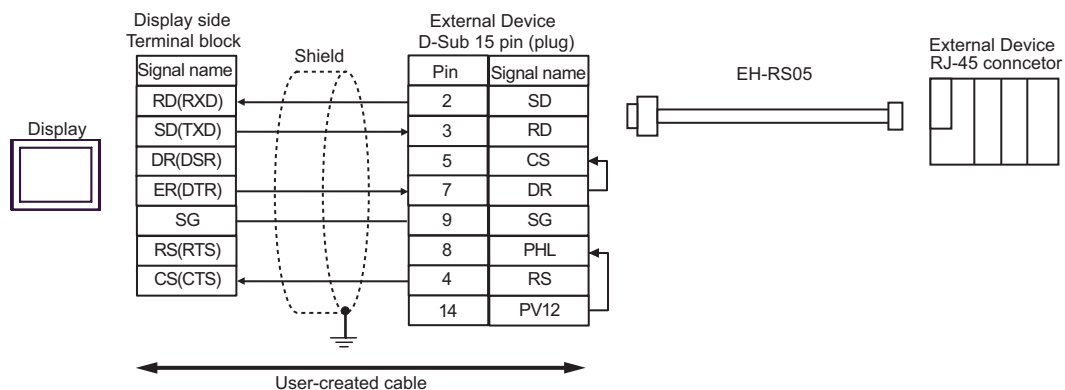 Display side
Terminal block
External Device
D-Sub 15 pin (plug)
Shield
EH-RS05
External Device
RJ-45 conncetor
Display
Signal name Pin Signal name
RD(RXD) 2 SD
SD(TXD) 3 RD
DR(DSR) 5 CS
ER(DTR) 7 DR
SG 9 SG
RS(RTS) 8 PHL
CS(CTS) 4 RS
14 PV12
User-created cable